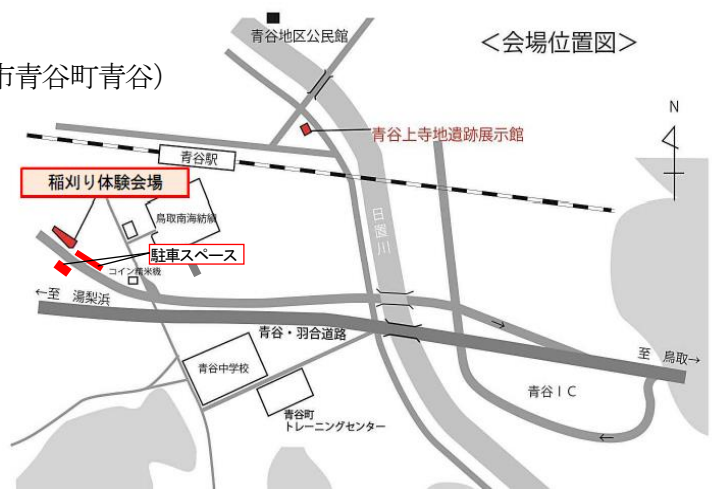 青谷地区公民館
＜会場位置図＞
市青谷町青谷）
N
青谷上寺地遺跡展示館
青谷駅
稲刈り体験会場
鳥取南海紡績
日置川
駐車スペース
コイン精米機
←至 湯梨浜
青谷・羽合道路
至 鳥取→
青谷中学校
青谷ＩＣ
→
青谷町
トレーニングセンター
←